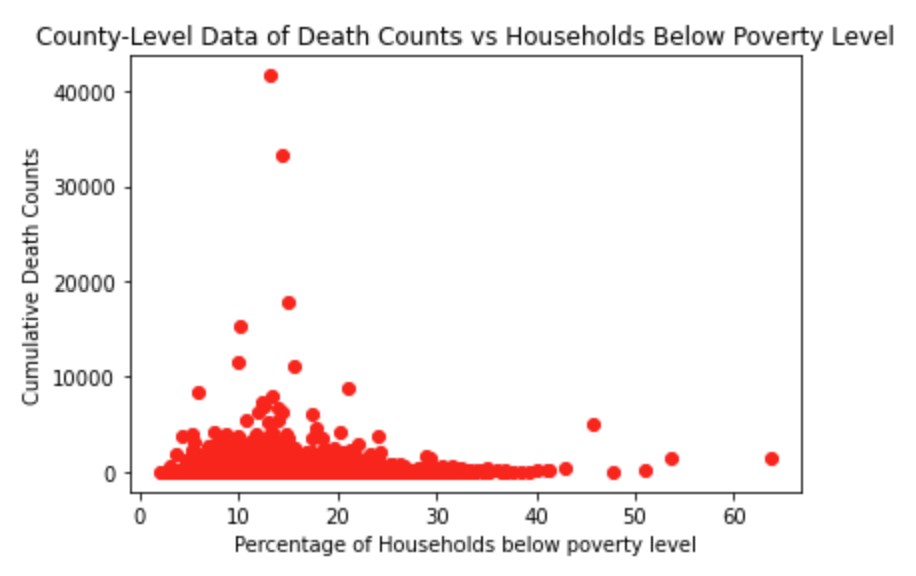 County-Level Data of Death Counts vs Households Below Poverty Level
40000
30000
20000
10000
0
Cumulative Death Counts
0 10 20 30 40 50 60
Percentage of Households below poverty level